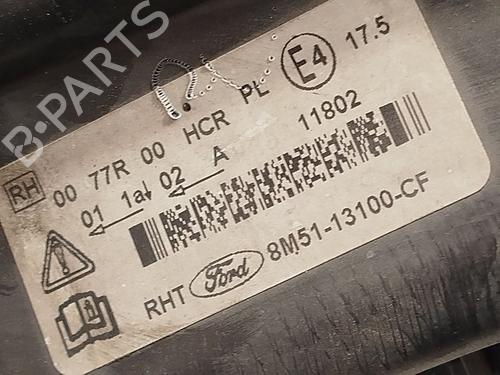 B-PARTS
RH 00 77R 00 HCR PL E4 17.5
01 1a 02 A 11802
RHT Ford 8M51-13100-CF